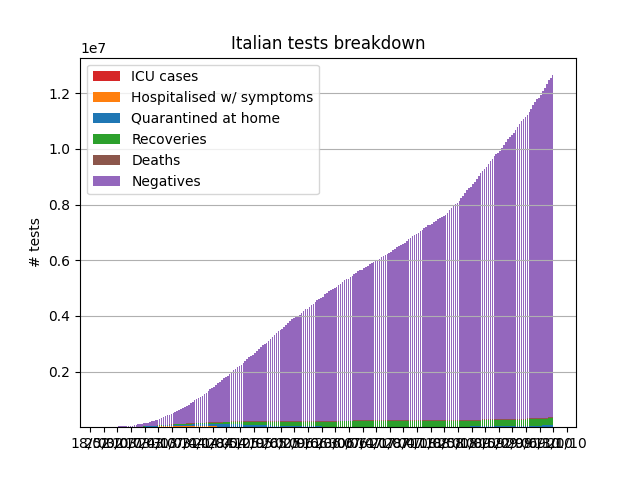 Italian tests breakdown
1e7
ICU cases
Hospitalised w/ symptoms
Quarantined at home
Recoveries
Deaths
Negatives
1.2
1.0
0.8
0.6
0.4
0.2
# tests